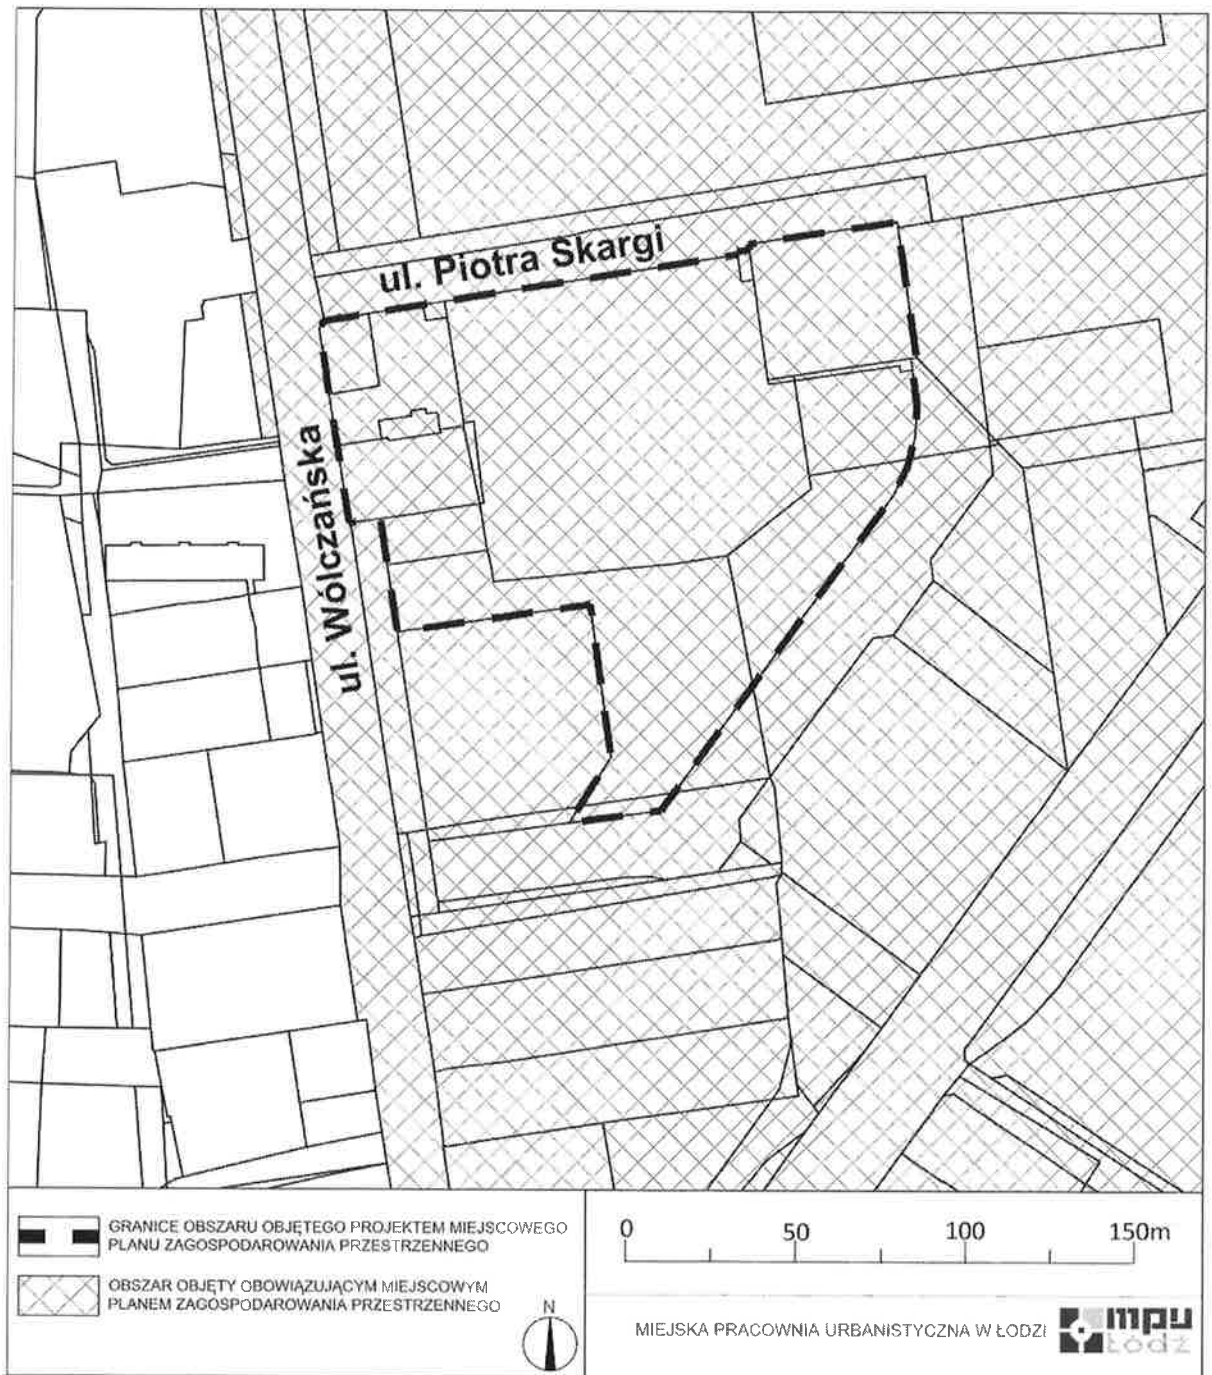 ul. Piotra Skargi
ul. Wólczańska
GRANICE OBSZARU OBJĘTEGO PROJEKTEM MIEJSCOWEGO
PLANU ZAGOSPODAROWANIA PRZESTRZENNEGO
OBSZAR OBJĘTY OBOWIĄZUJĄCYM MIEJSCOWYM
PLANEM ZAGOSPODAROWANIA PRZESTRZENNEGO
N
0 50 100 150m
MIEJSKA PRACOWNIA URBANISTYCZNA W ŁODZI
mpu
Łódź